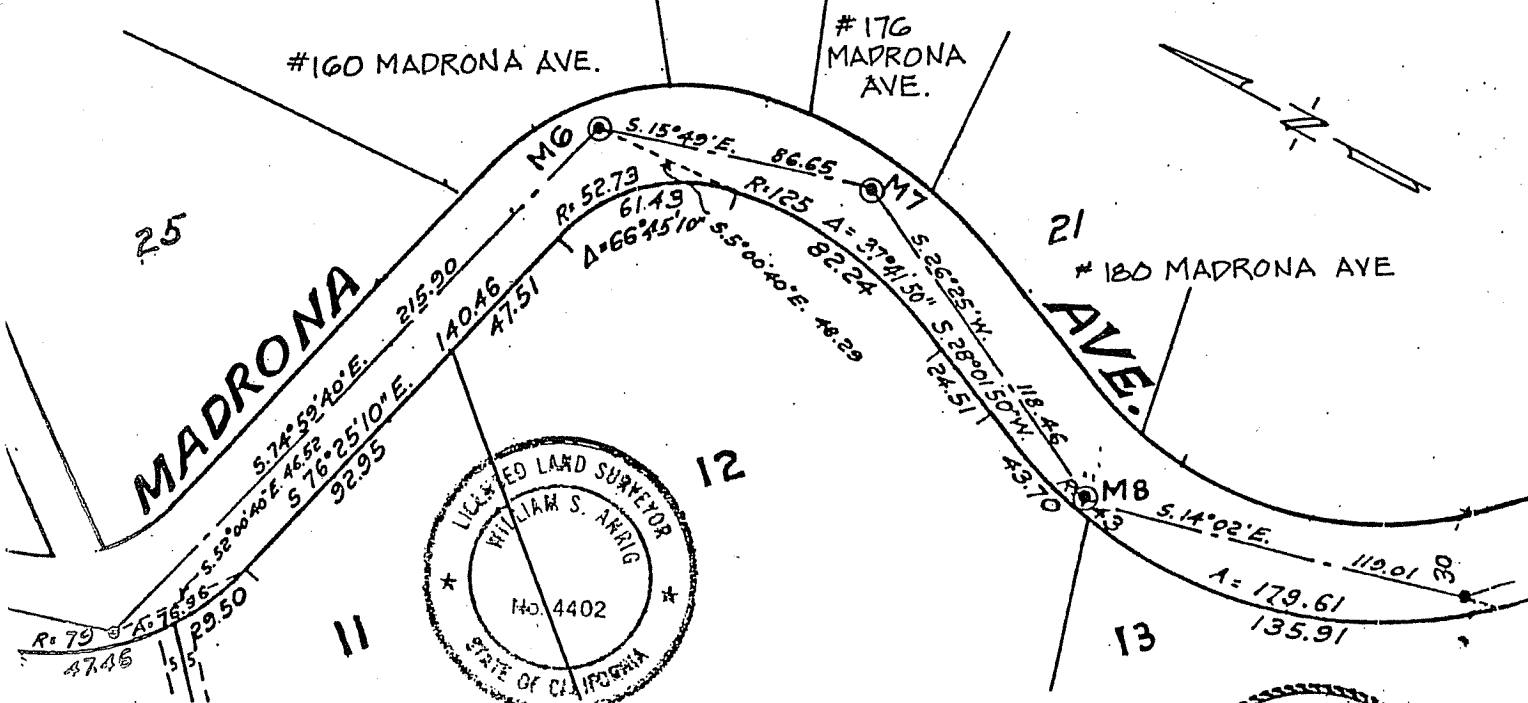 #160 MADRONA AVE.
#176
MADRONA
AVE.
N
M6
S.15°49'E. 86.65
M7
25
21
R= 52.73
61.43
Δ=66°45'10"
R=125 Δ= 37°41'50"
82.24
S.5°00'40"E. 48.29
S.26°25'W. 118.46
#180 MADRONA AVE
MADRONA
AVE.
S.74°59'40"E. 215.90
140.46
47.51
S.52°00'40"E. 46.52
S 76°25'10" E.
92.95
S.28°01'50"W.
24.51
12
LICENSED LAND SURVEYOR
WILLIAM S. ANRIG
No. 4402
STATE OF CALIFORNIA
43.70
M8
S.14°02'E. 119.01
30
A = 179.61
135.91
R= 79 A=76.96
47.46
29.50
5 5
11
13